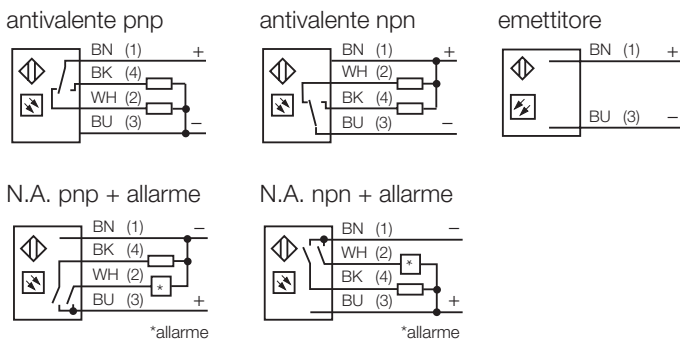 antivalente pnp
BN (1) +
BK (4)
WH (2)
BU (3) −
antivalente npn
BN (1) +
WH (2)
BK (4)
BU (3) −
emettitore
BN (1) +
BU (3) −
N.A. pnp + allarme
BN (1) −
BK (4)
WH (2) *
BU (3) +
*allarme
N.A. npn + allarme
BN (1) −
WH (2) *
BK (4)
BU (3) +
*allarme